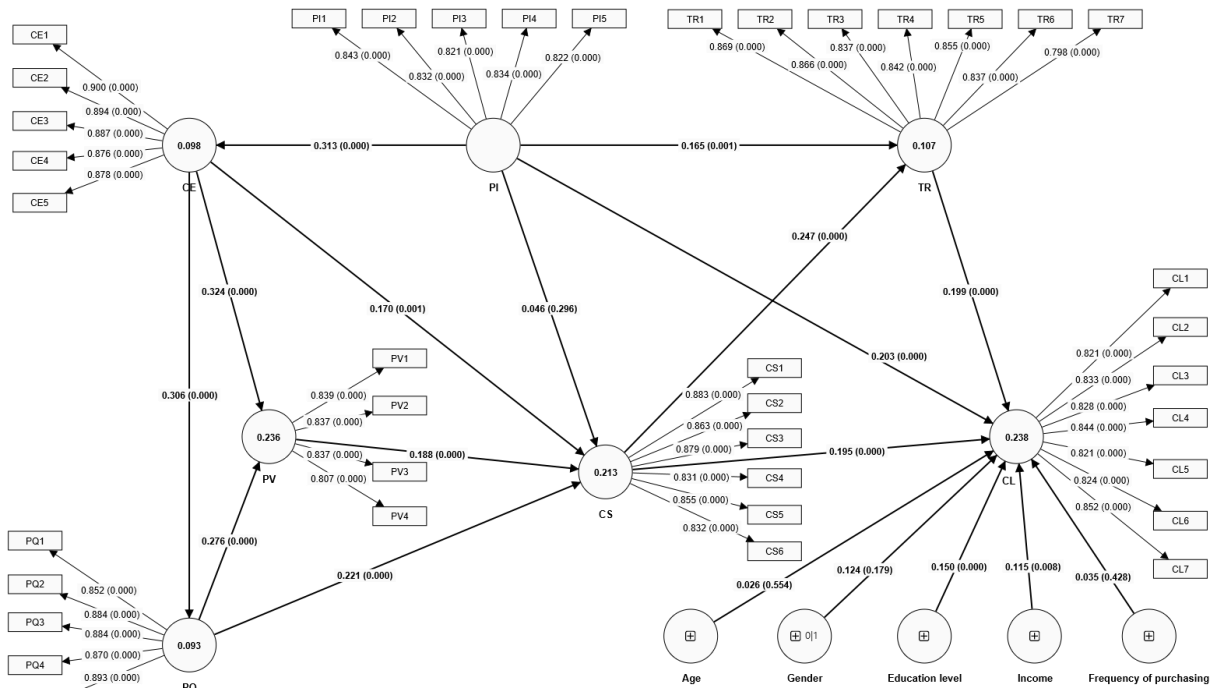 PI1
PI2
PI3
PI4
PI5
0.843 (0.000)
0.832 (0.000)
0.821 (0.000)
0.834 (0.000)
0.822 (0.000)
TR1
TR2
TR3
TR4
TR5
TR6
TR7
0.869 (0.000)
0.866 (0.000)
0.837 (0.000)
0.842 (0.000)
0.855 (0.000)
0.837 (0.000)
0.798 (0.000)
CE1
CE2
CE3
CE4
CE5
0.900 (0.000)
0.894 (0.000)
0.887 (0.000)
0.876 (0.000)
0.878 (0.000)
0.098
CE
0.313 (0.000)
PI
0.165 (0.001)
0.107
TR
0.247 (0.000)
0.324 (0.000)
0.170 (0.001)
0.046 (0.296)
0.199 (0.000)
0.203 (0.000)
0.306 (0.000)
PV1
PV2
PV3
PV4
0.839 (0.000)
0.837 (0.000)
0.837 (0.000)
0.807 (0.000)
0.236
PV
0.188 (0.000)
CS1
CS2
CS3
CS4
CS5
CS6
0.883 (0.000)
0.863 (0.000)
0.879 (0.000)
0.831 (0.000)
0.855 (0.000)
0.832 (0.000)
0.213
CS
0.195 (0.000)
CL1
CL2
CL3
CL4
CL5
CL6
CL7
0.821 (0.000)
0.833 (0.000)
0.828 (0.000)
0.844 (0.000)
0.821 (0.000)
0.824 (0.000)
0.852 (0.000)
0.238
CL
0.276 (0.000)
0.221 (0.000)
PQ1
PQ2
PQ3
PQ4
0.852 (0.000)
0.884 (0.000)
0.884 (0.000)
0.870 (0.000)
0.893 (0.000)
0.093
PQ
0.026 (0.554)
0.124 (0.179)
0.150 (0.000)
0.115 (0.008)
0.035 (0.428)
0|1
Age
Gender
Education level
Income
Frequency of purchasing